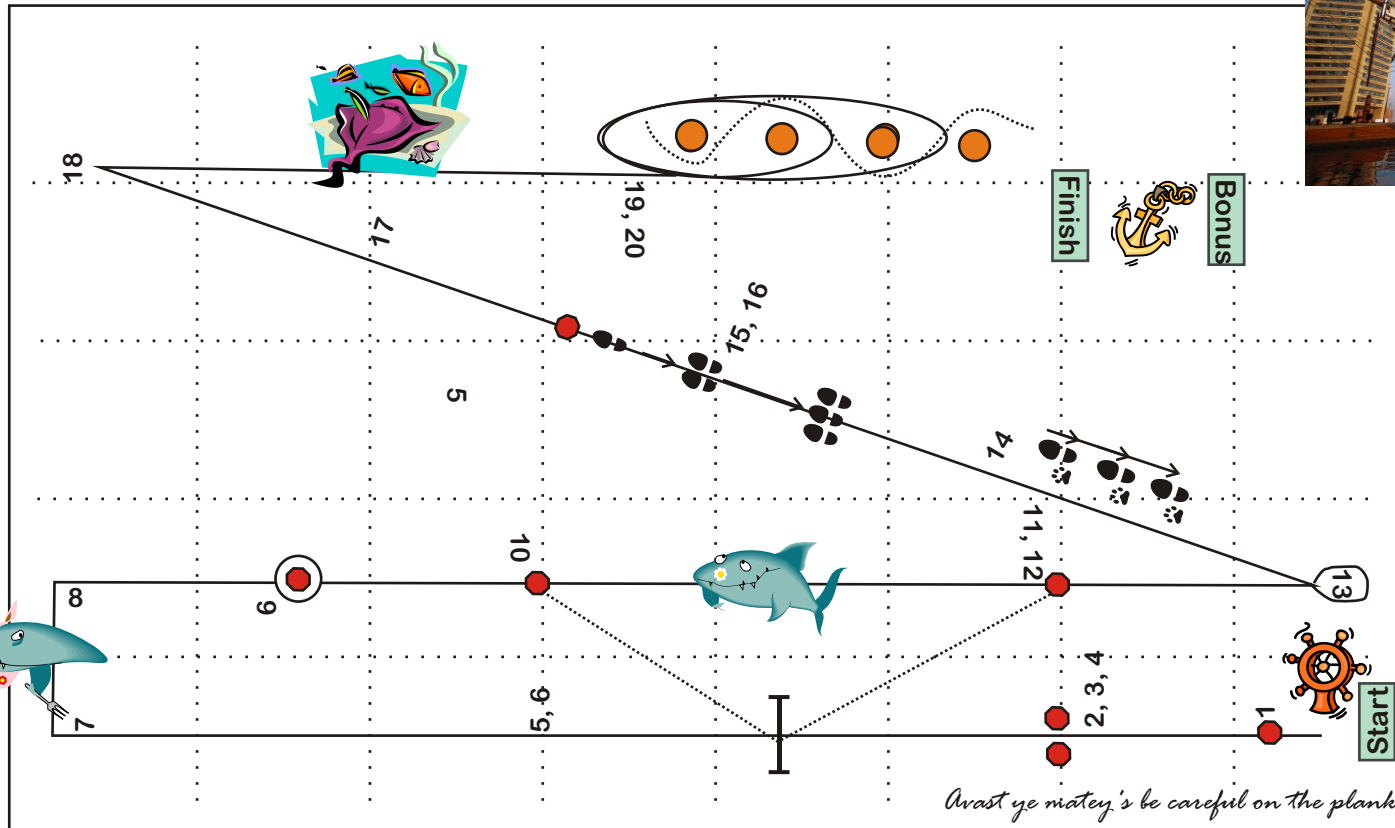 18
17
19, 20
Finish
Bonus
15, 16
5
14
10
11, 12
13
8
9
7
5, 6
2, 3, 4
1
Start
Avast ye matey's be careful on the plank